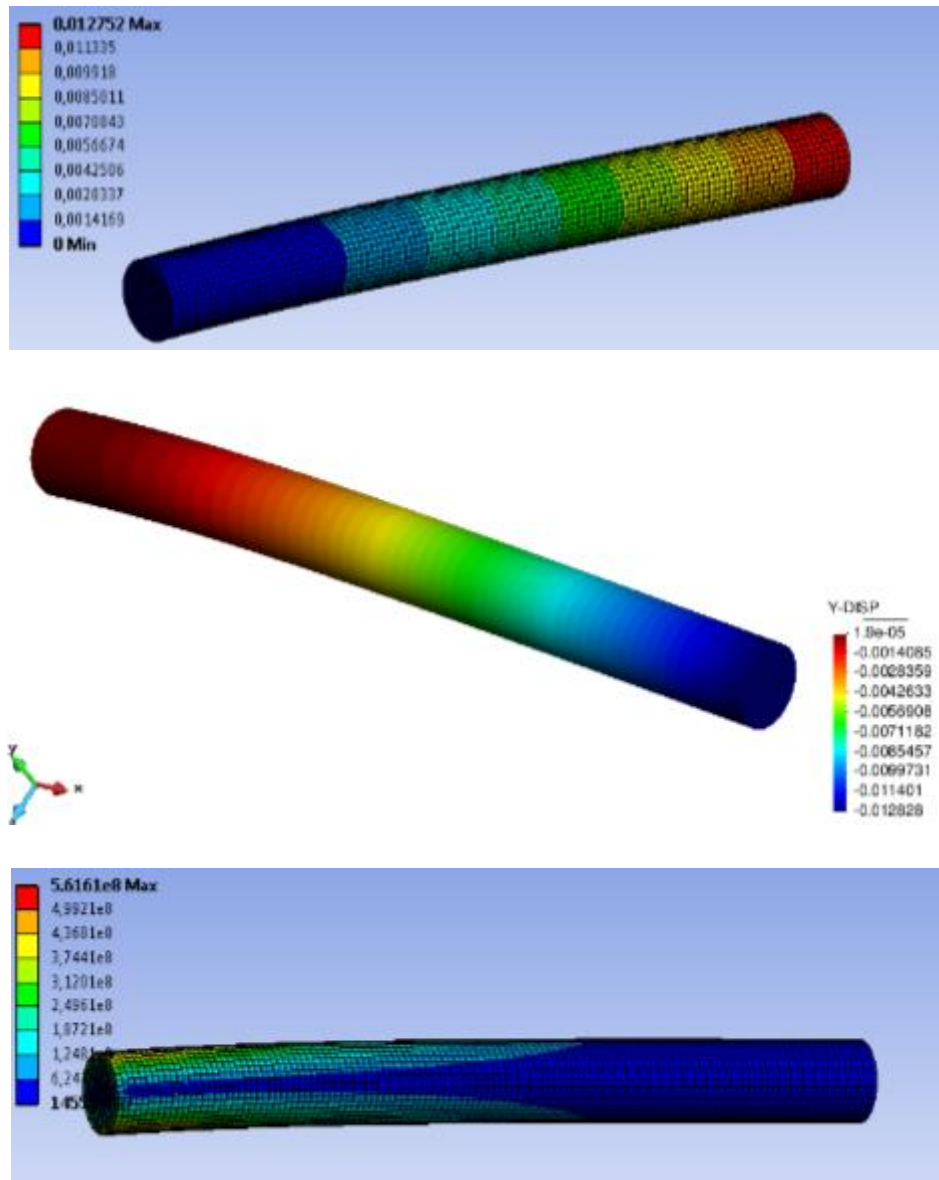 0.012752 Max
0,011335
0,009918
0,0085011
0,0070843
0,0056674
0,0042506
0,0028337
0,0014169
0 Min
Y-DISP
1.9e-05
-0.0014085
-0.0028359
-0.0042633
-0.0056908
-0.0071182
-0.0085457
-0.0099731
-0.011401
-0.012828
y
x
5.6161e8 Max
4,9921e8
4,3681e8
3,7441e8
3,1201e8
2,4961e8
1,8721e8